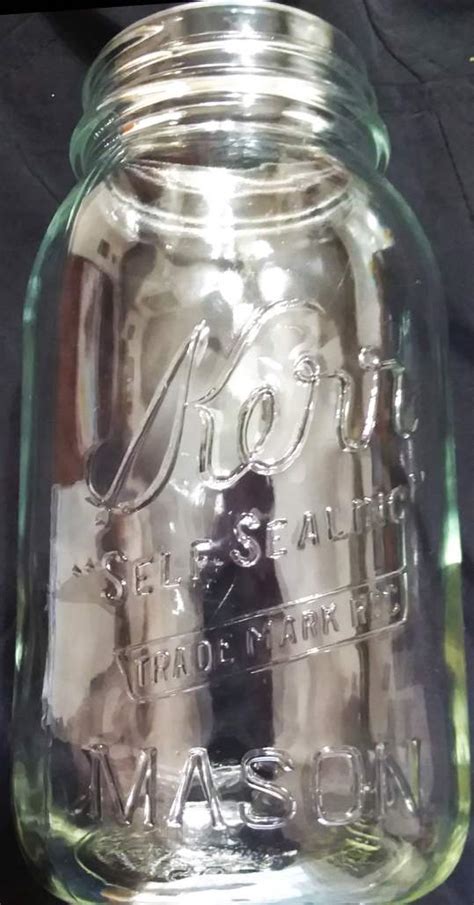 Kerr
"SELF SEALING"
TRADE MARK REG
MASON